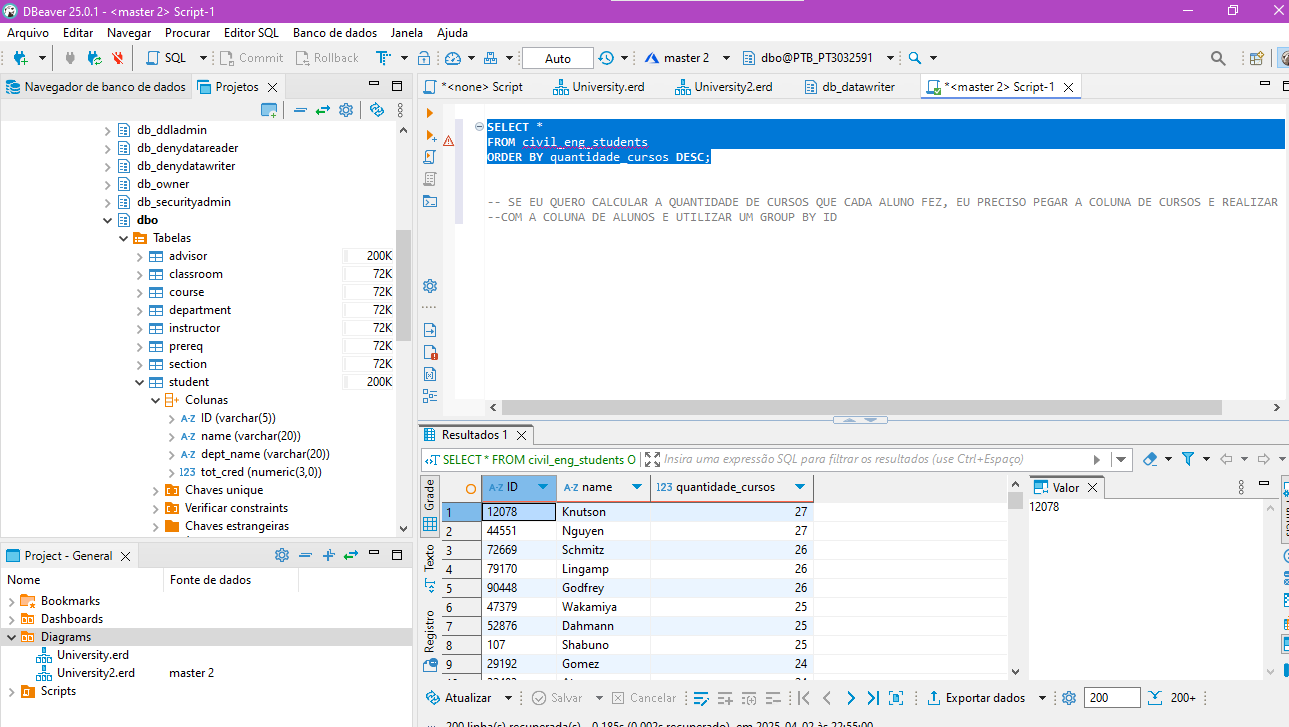 DBeaver 25.0.1 - <master 2> Script-1
Arquivo Editar Navegar Procurar Editor SQL Banco de dados Janela Ajuda
SQL Commit Rollback Auto master 2 dbo@PTB_PT3032591
Navegador de banco de dados Projetos
*<none> Script University.erd University2.erd db_datawriter *<master 2> Script-1
db_ddladmin
db_denydatareader
db_denydatawriter
db_owner
db_securityadmin
dbo
Tabelas
advisor 200K
classroom 72K
course 72K
department 72K
instructor 72K
prereq 72K
section 72K
student 200K
Colunas
ID (varchar(5))
name (varchar(20))
dept_name (varchar(20))
tot_cred (numeric(3,0))
Chaves unique
Verificar constraints
Chaves estrangeiras
SELECT *
FROM civil_eng_students
ORDER BY quantidade_cursos DESC;
-- SE EU QUERO CALCULAR A QUANTIDADE DE CURSOS QUE CADA ALUNO FEZ, EU PRECISO PEGAR A COLUNA DE CURSOS E REALIZAR
--COM A COLUNA DE ALUNOS E UTILIZAR UM GROUP BY ID
Project - General
Nome Fonte de dados
Bookmarks
Dashboards
Diagrams
University.erd
University2.erd master 2
Scripts
Resultados 1
SELECT * FROM civil_eng_students O Insira uma expressão SQL para filtrar os resultados (use Ctrl+Espaço)
Grade
Texto
Registro
A-Z ID A-Z name 123 quantidade_cursos
1 12078 Knutson 27
2 44551 Nguyen 27
3 72669 Schmitz 26
4 79170 Lingamp 26
5 90448 Godfrey 26
6 47379 Wakamiya 25
7 52876 Dahmann 25
8 107 Shabuno 25
9 29192 Gomez 24
Valor
12078
Atualizar Salvar Cancelar Exportar dados 200 200+
200 linha(s) recuperada(s) - 0.185s (0.002s recuperado), em 2025-04-02 às 22:55:00